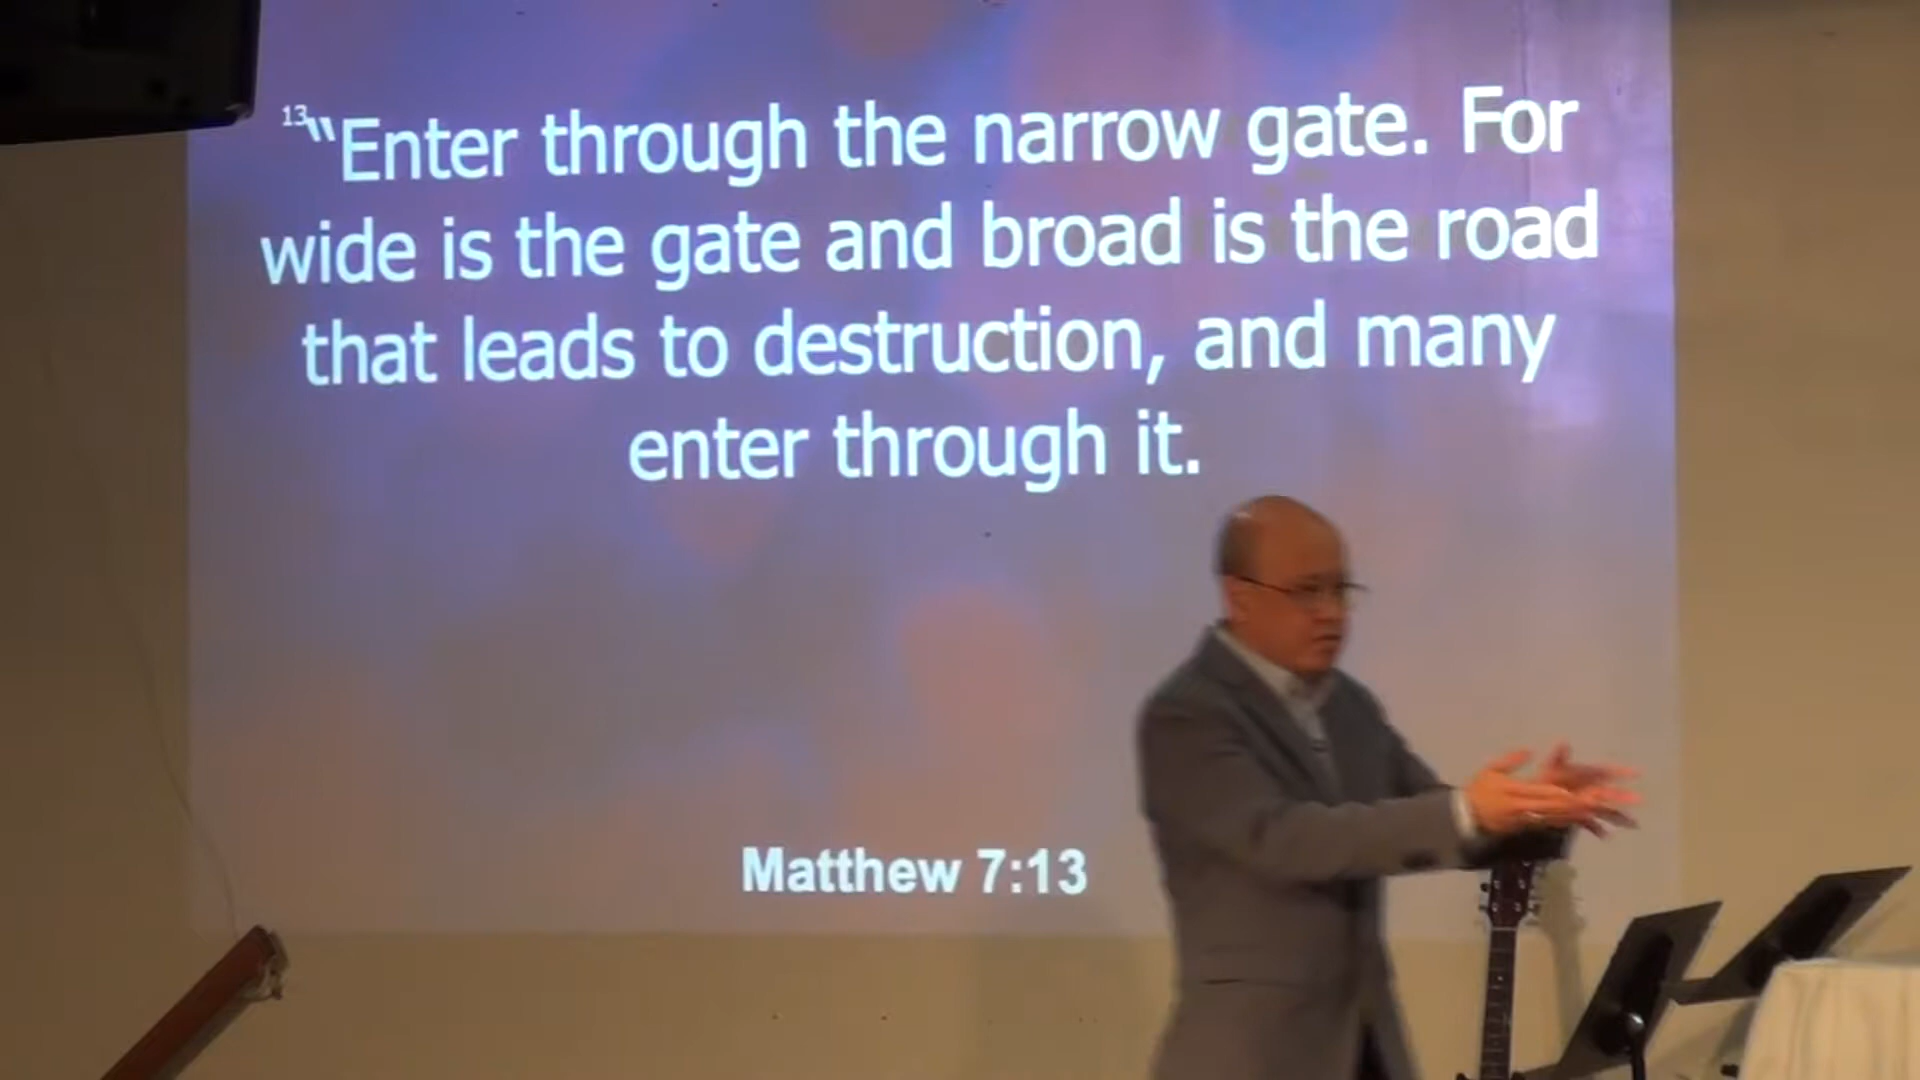 13“Enter through the narrow gate. For
wide is the gate and broad is the road
that leads to destruction, and many
enter through it.
Matthew 7:13